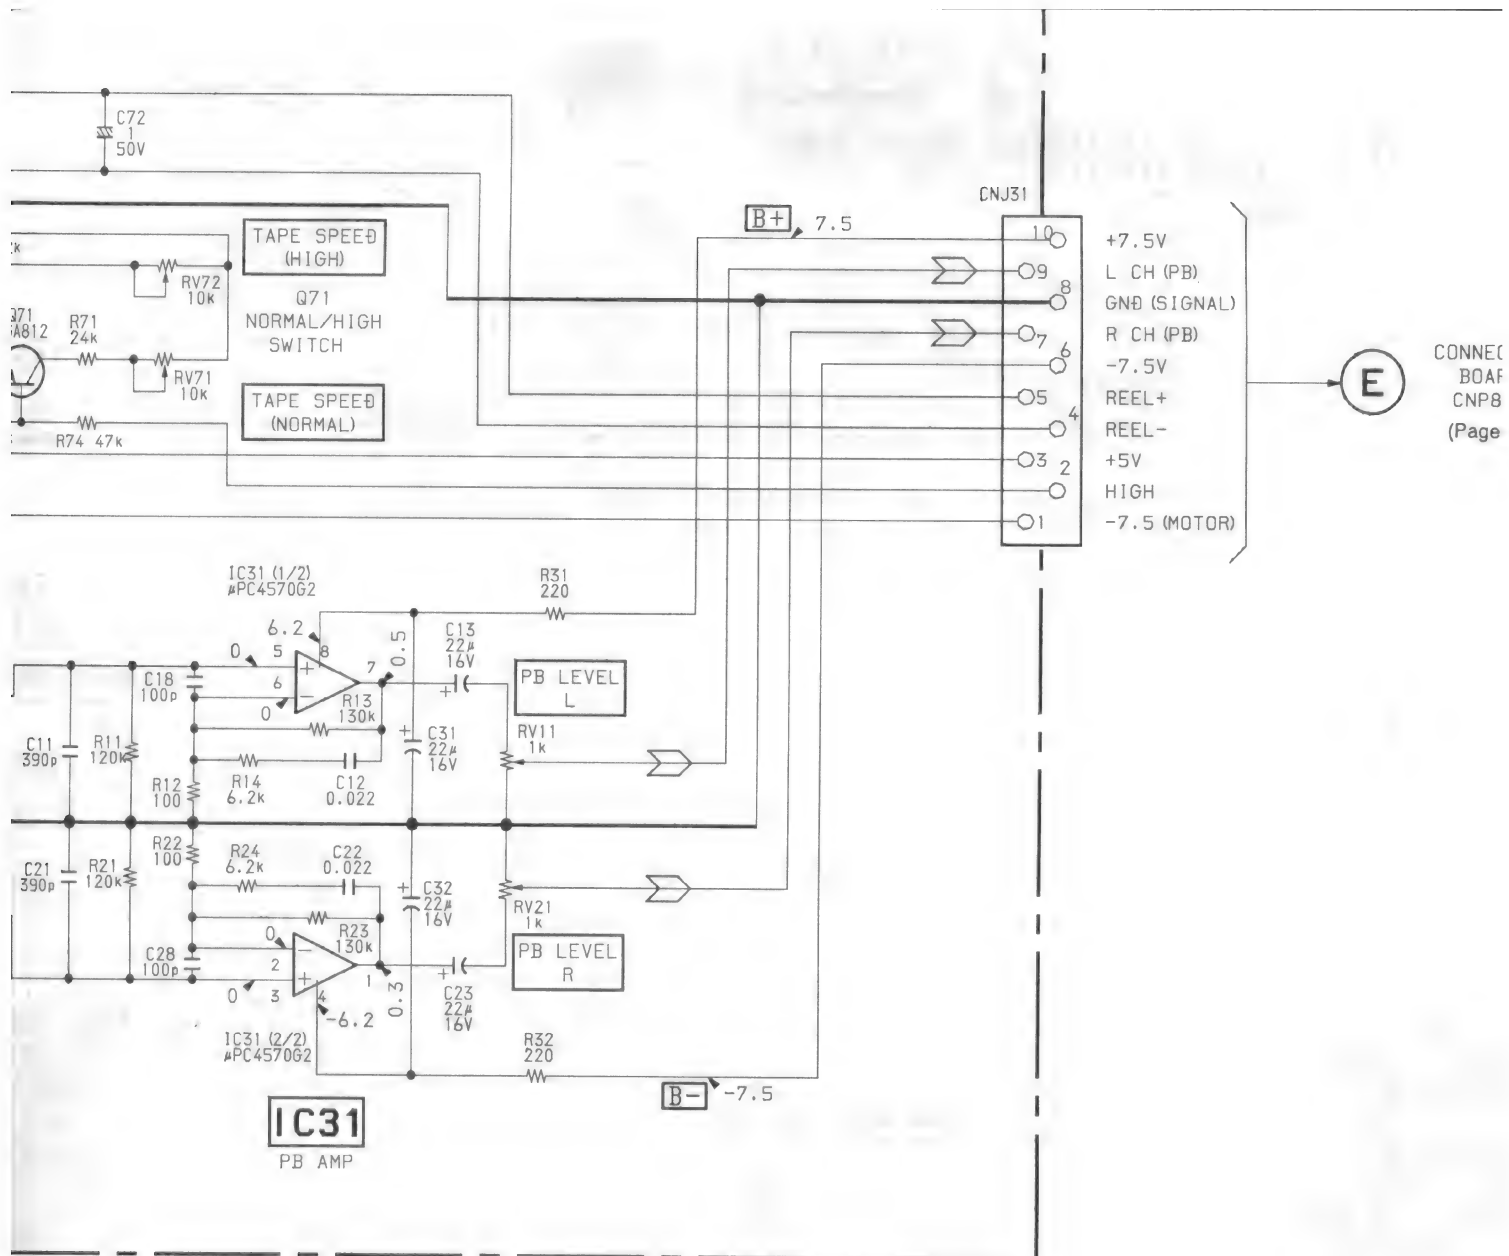 C72
1
50V
CNJ31
B+
7.5
TAPE SPEED
(HIGH)
RV72
10k
Q71
NORMAL/HIGH
SWITCH
Q71
A812
R71
24k
RV71
10k
TAPE SPEED
(NORMAL)
R74 47k
10
+7.5V
9
L CH (PB)
8
GND (SIGNAL)
7
R CH (PB)
6
-7.5V
5
REEL+
4
REEL-
3
+5V
2
HIGH
1
-7.5 (MOTOR)
E
CNP8
(Page
IC31 (1/2)
μPC4570G2
R31
220
6.2
8
0
5
6
0
7
0.5
C13
22μ
16V
PB LEVEL
L
C18
100p
R13
130k
C11
390p
R11
120k
R12
100
R14
6.2k
C12
0.022
C31
22μ
16V
RV11
1k
R22
100
R24
6.2k
C22
0.022
C21
390p
R21
120k
C32
22μ
16V
RV21
1k
R23
130k
C28
100p
0
2
0
3
4
1
0.3
-6.2
C23
22μ
16V
PB LEVEL
R
IC31 (2/2)
μPC4570G2
R32
220
B-
-7.5
IC31
PB AMP